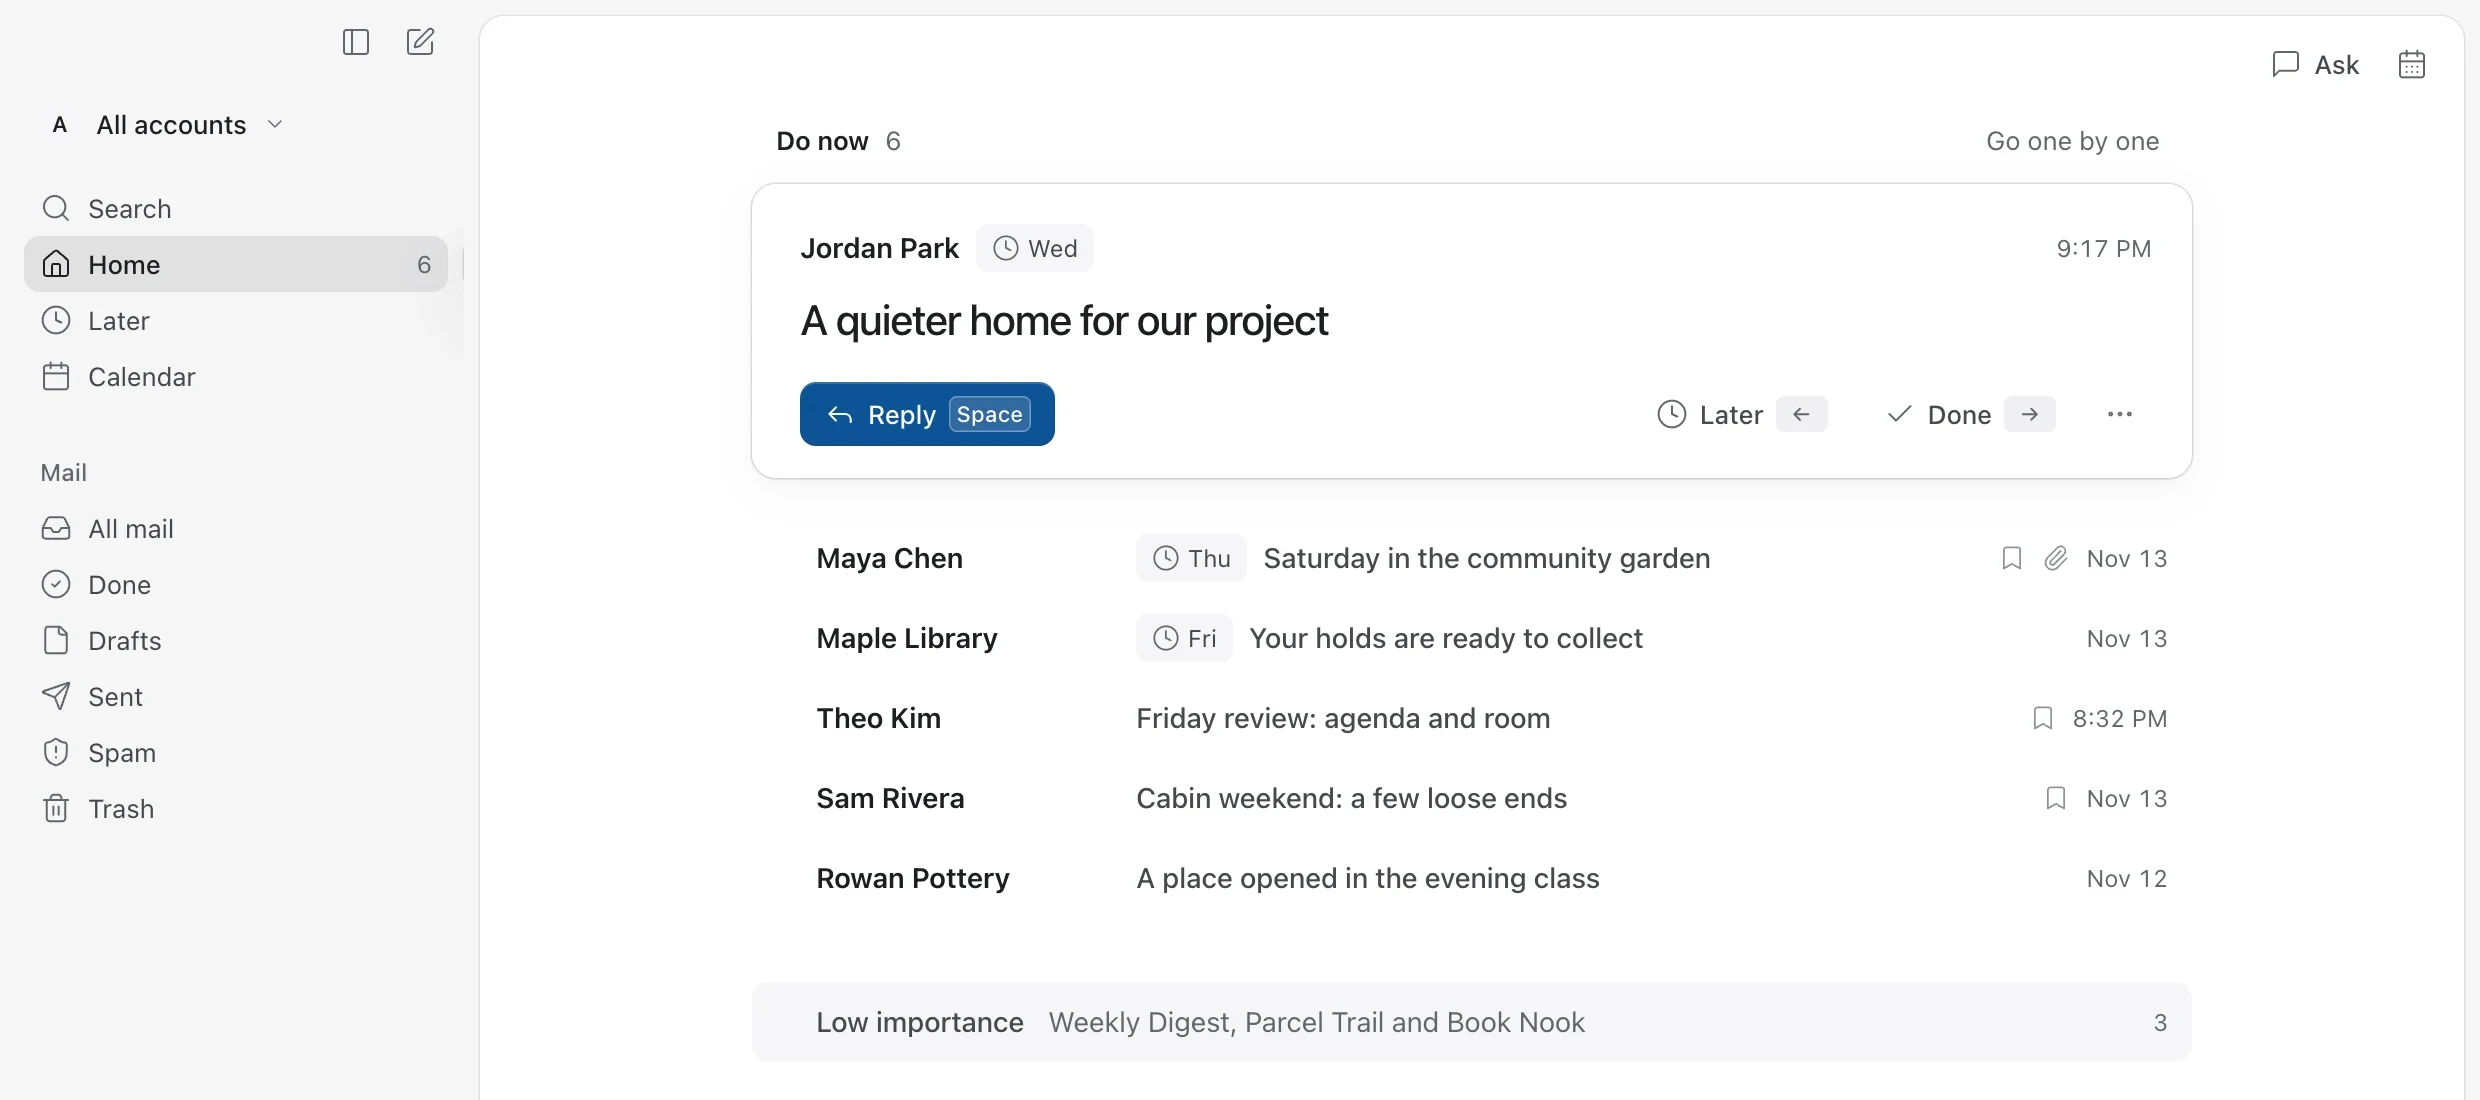 A All accounts
Search
Home 6
Later
Calendar
Mail
All mail
Done
Drafts
Sent
Spam
Trash
Ask
Do now 6 Go one by one
Jordan Park Wed 9:17 PM
A quieter home for our project
Reply Space Later ← Done → ···
Maya Chen Thu Saturday in the community garden Nov 13
Maple Library Fri Your holds are ready to collect Nov 13
Theo Kim Friday review: agenda and room 8:32 PM
Sam Rivera Cabin weekend: a few loose ends Nov 13
Rowan Pottery A place opened in the evening class Nov 12
Low importance Weekly Digest, Parcel Trail and Book Nook 3